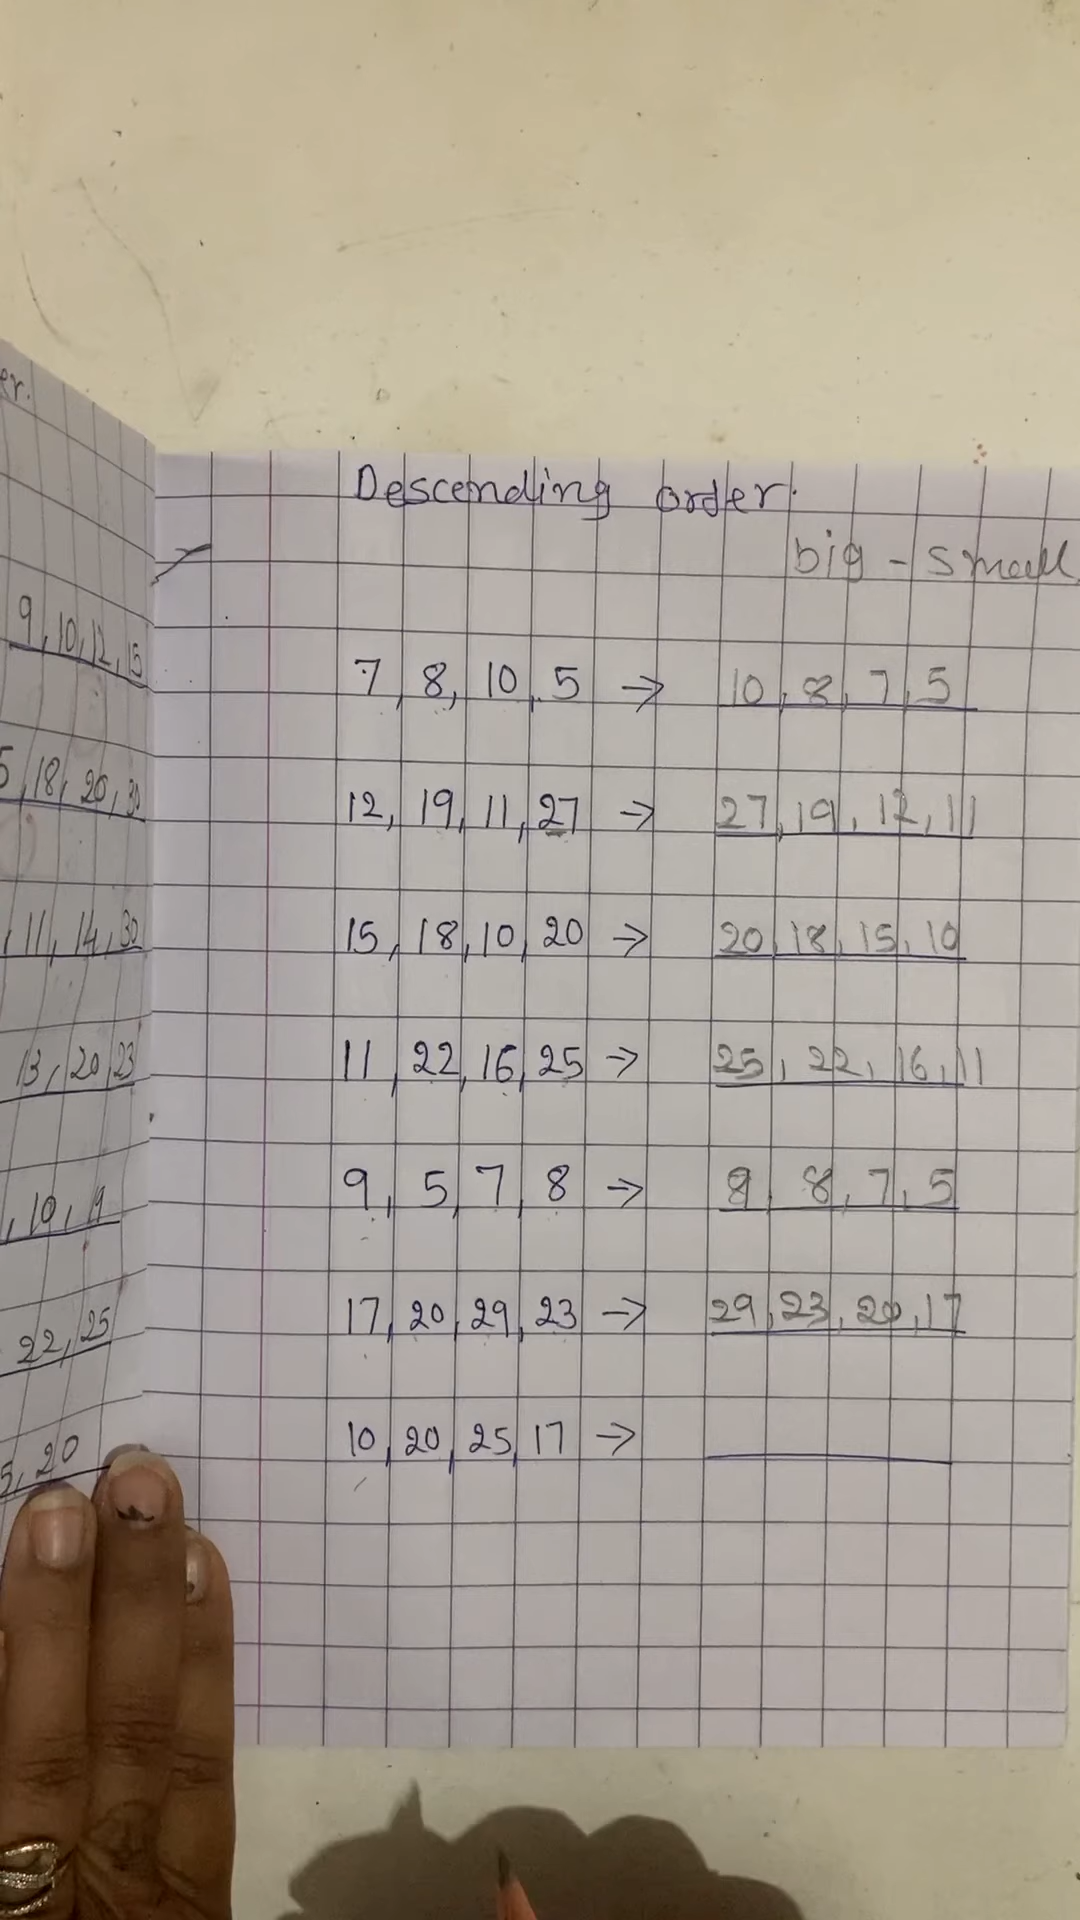 er.
9, 10, 12, 15
5, 18, 20, 30
, 11, 14, 30
13, 20, 23
, 10, 9
22, 25
5, 20
Descending order.
big - small
7, 8, 10, 5 → 10, 8, 7, 5
12, 19, 11, 27 → 27, 19, 12, 11
15, 18, 10, 20 → 20, 18, 15, 10
11, 22, 16, 25 → 25, 22, 16, 11
9, 5, 7, 8 → 9, 8, 7, 5
17, 20, 29, 23 → 29, 23, 20, 17
10, 20, 25, 17 →